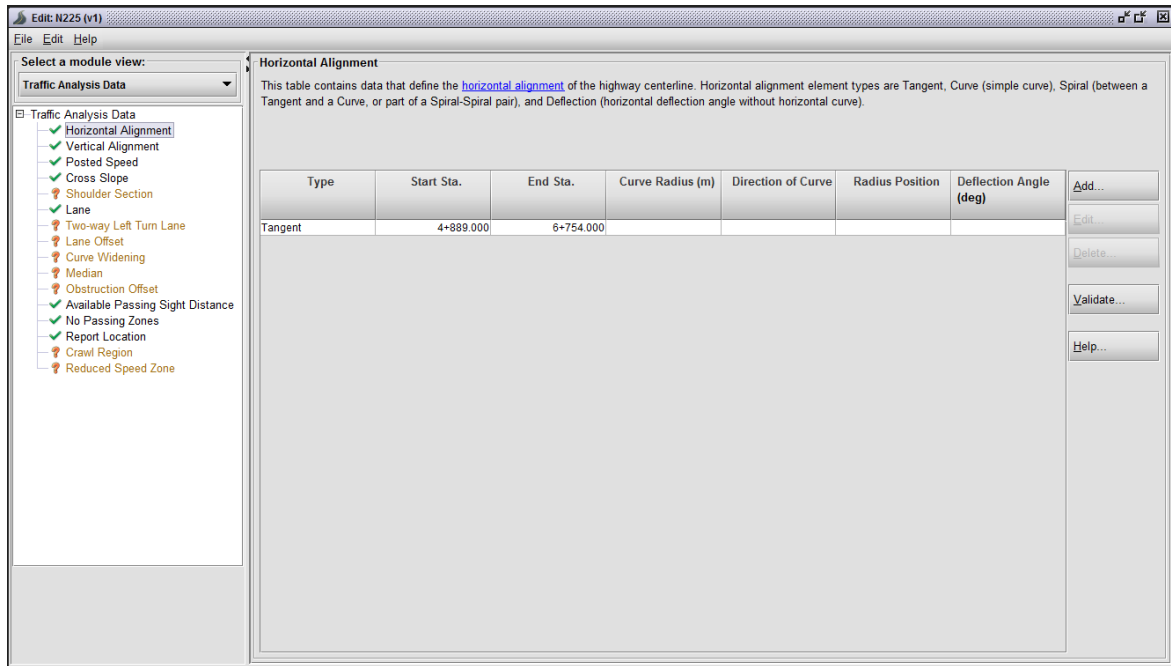 Edit: N225 (v1)
File Edit Help
Select a module view:
Traffic Analysis Data
Traffic Analysis Data
Horizontal Alignment
Vertical Alignment
Posted Speed
Cross Slope
Shoulder Section
Lane
Two-way Left Turn Lane
Lane Offset
Curve Widening
Median
Obstruction Offset
Available Passing Sight Distance
No Passing Zones
Report Location
Crawl Region
Reduced Speed Zone
Horizontal Alignment
This table contains data that define the horizontal alignment of the highway centerline. Horizontal alignment element types are Tangent, Curve (simple curve), Spiral (between a
Tangent and a Curve, or part of a Spiral-Spiral pair), and Deflection (horizontal deflection angle without horizontal curve).
Type Start Sta. End Sta. Curve Radius (m) Direction of Curve Radius Position Deflection Angle
(deg)
Tangent 4+889.000 6+754.000
Add...
Edit...
Delete...
Validate...
Help...